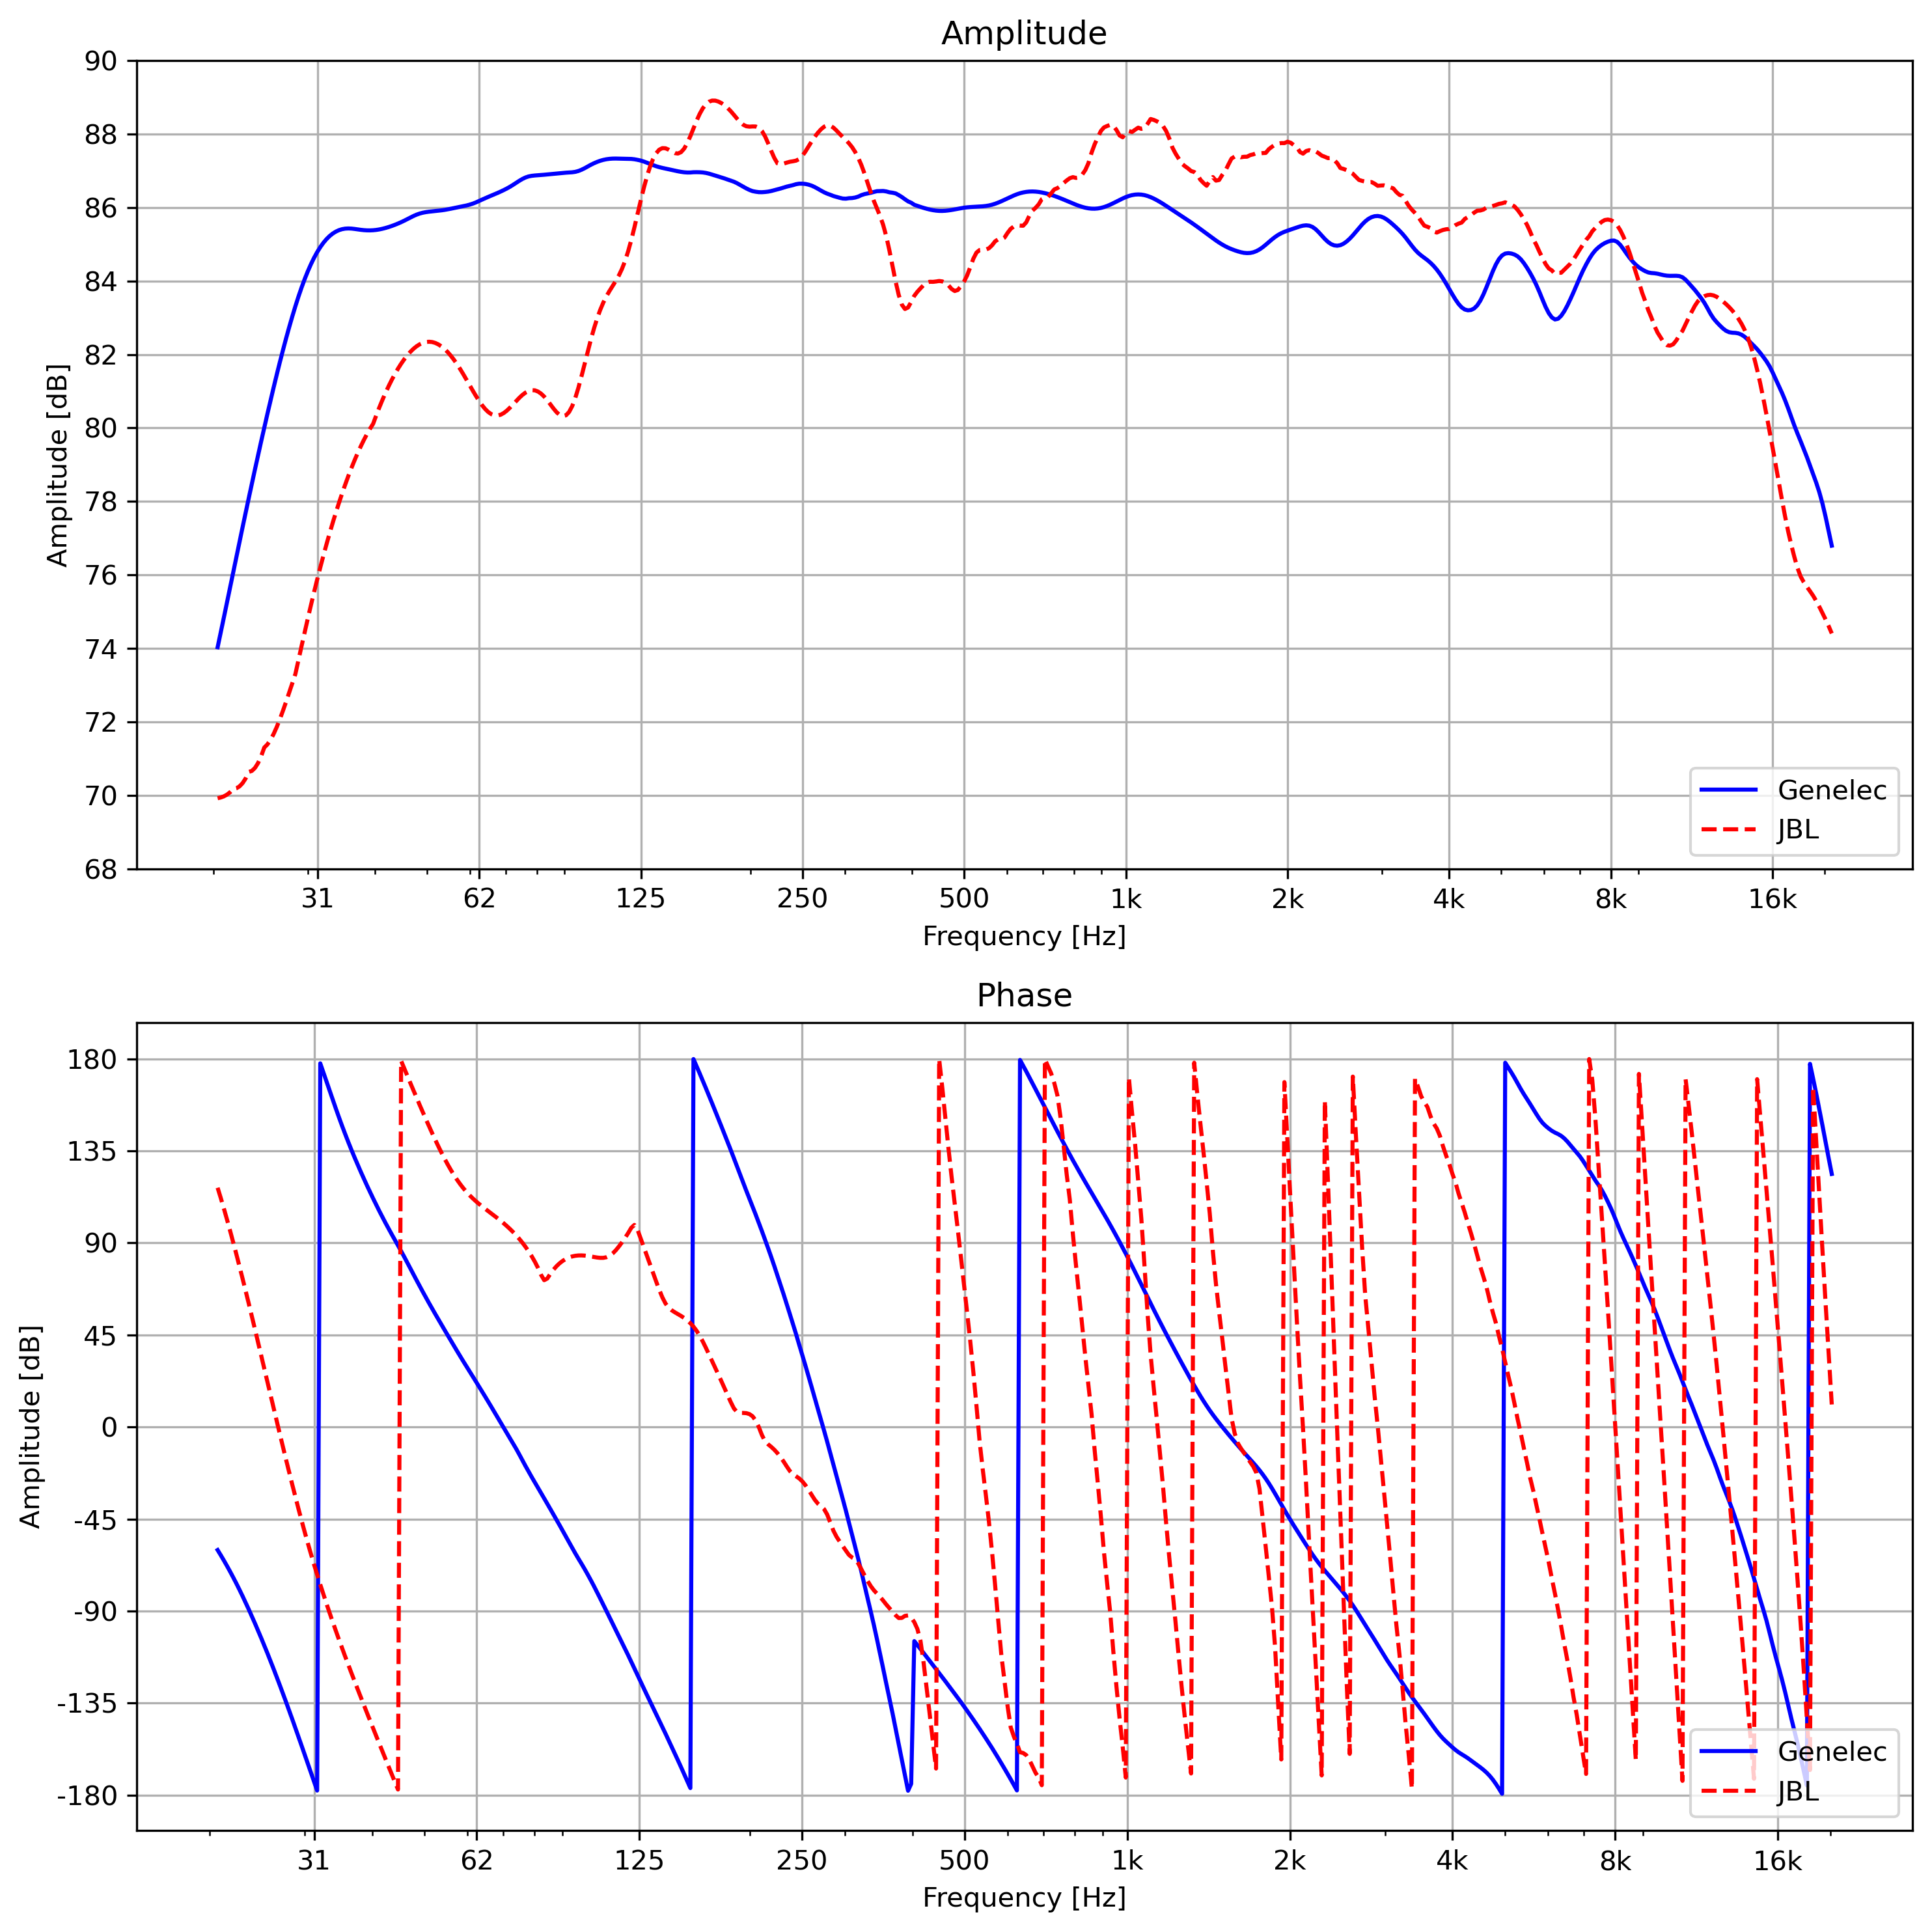 Amplitude
90
88
86
84
82
80
78
76
74
72
70
68
Amplitude [dB]
Genelec
JBL
31 62 125 250 500 1k 2k 4k 8k 16k
Frequency [Hz]
Phase
180
135
90
45
0
-45
-90
-135
-180
Amplitude [dB]
Genelec
JBL
31 62 125 250 500 1k 2k 4k 8k 16k
Frequency [Hz]